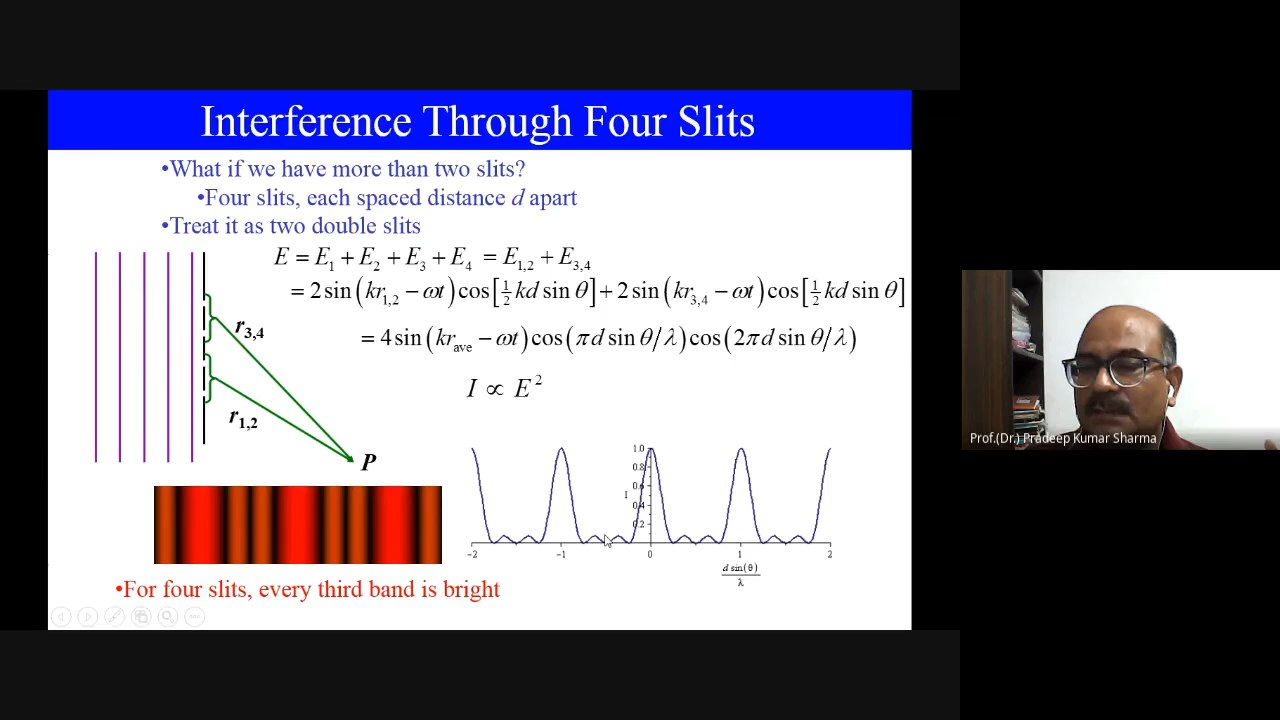 Interference Through Four Slits
•What if we have more than two slits?
•Four slits, each spaced distance d apart
•Treat it as two double slits
E = E₁ + E₂ + E₃ + E₄ = E₁,₂ + E₃,₄
= 2 sin(kr₁,₂ − ωt) cos[½ kd sin θ] + 2 sin(kr₃,₄ − ωt) cos[½ kd sin θ]
= 4 sin(kr_ave − ωt) cos(πd sin θ/λ) cos(2πd sin θ/λ)
I ∝ E²
r₃,₄
r₁,₂
P
1.0
0.8
0.6
0.4
0.2
I
−2 −1 0 1 2
d sin(θ)
λ
•For four slits, every third band is bright
Prof.(Dr.) Pradeep Kumar Sharma